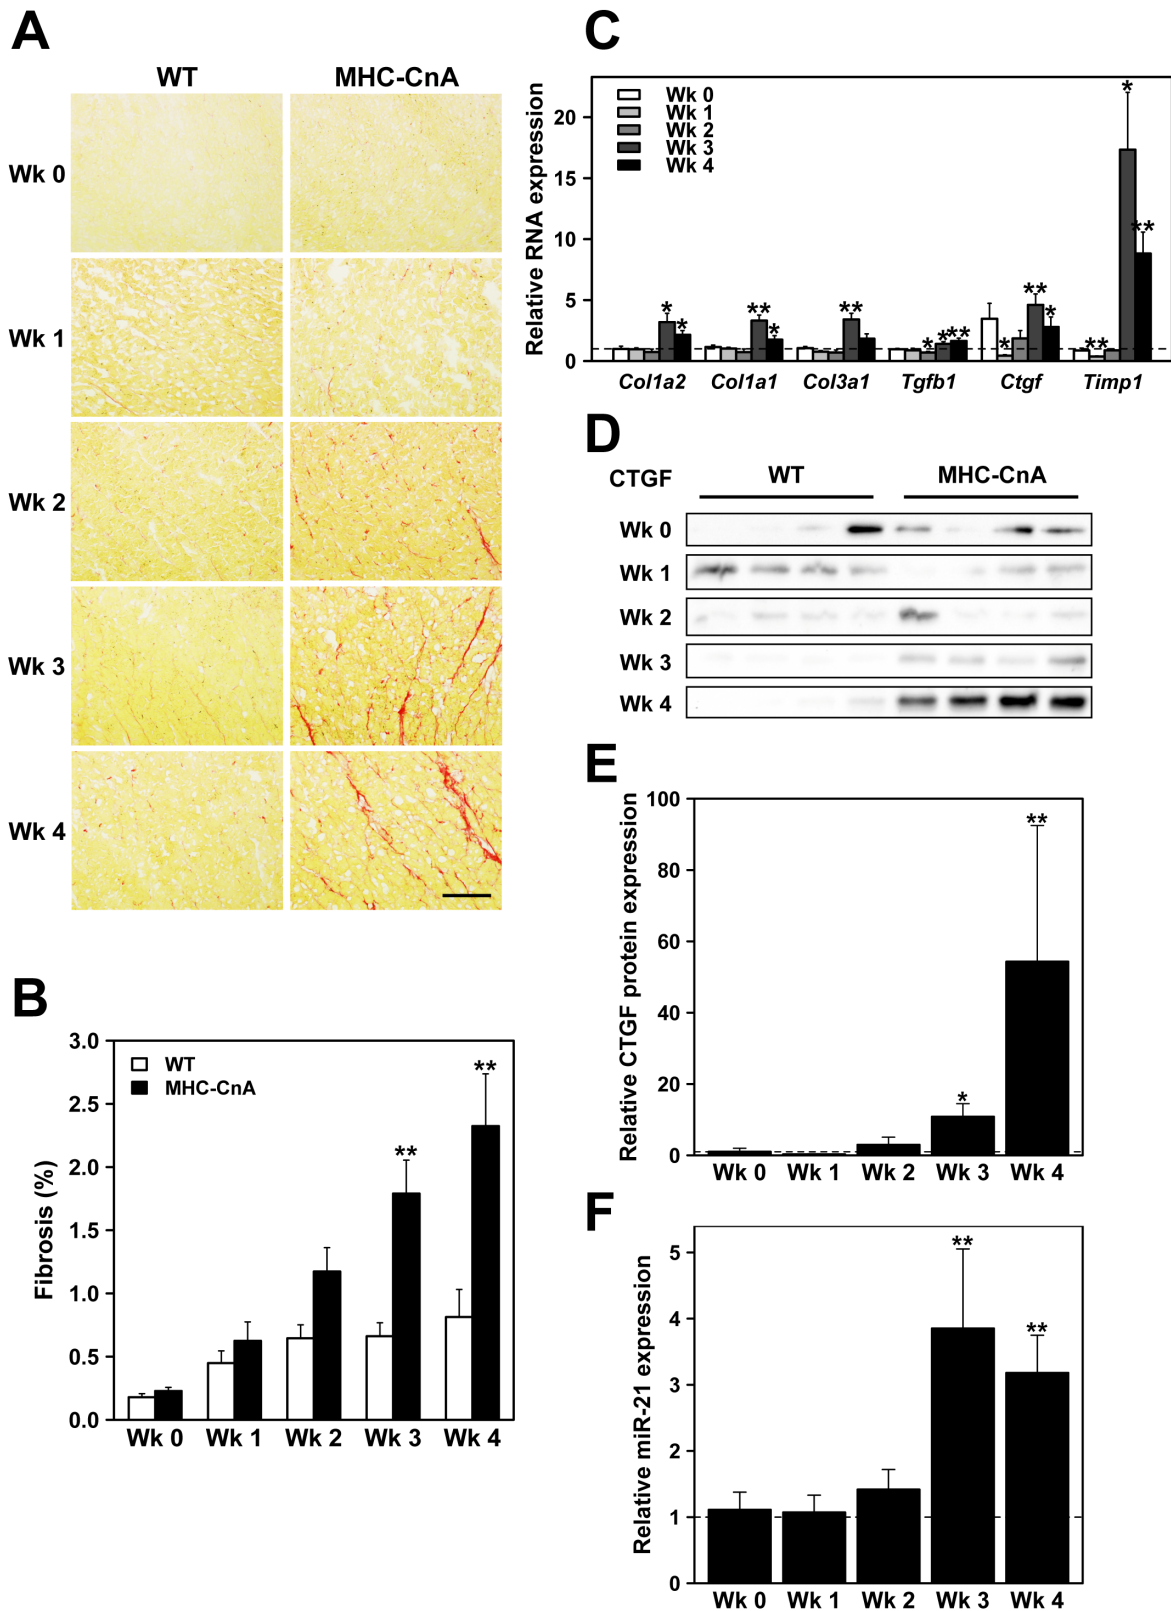 A
WT
MHC-CnA
Wk 0
Wk 1
Wk 2
Wk 3
Wk 4
B
Fibrosis (%)
3.0
2.5
2.0
1.5
1.0
0.5
0.0
WT
MHC-CnA
**
**
Wk 0 Wk 1 Wk 2 Wk 3 Wk 4
C
Relative RNA expression
20
15
10
5
0
Wk 0
Wk 1
Wk 2
Wk 3
Wk 4
* * ** * ** * * ** * ** * ** * **
Col1a2 Col1a1 Col3a1 Tgfb1 Ctgf Timp1
D
CTGF WT MHC-CnA
Wk 0
Wk 1
Wk 2
Wk 3
Wk 4
E
Relative CTGF protein expression
100
80
60
40
20
0
*
**
Wk 0 Wk 1 Wk 2 Wk 3 Wk 4
F
Relative miR-21 expression
5
4
3
2
1
0
**
**
Wk 0 Wk 1 Wk 2 Wk 3 Wk 4